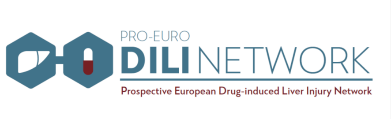 PRO-EURO
DILI NETWORK
Prospective European Drug-induced Liver Injury Network